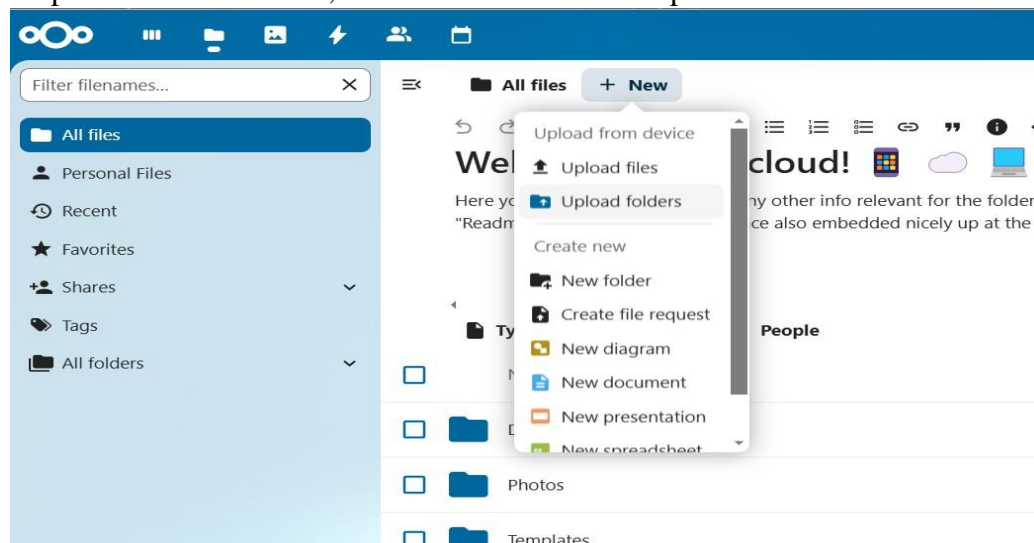 Filter filenames...
All files
Personal Files
Recent
Favorites
Shares
Tags
All folders
All files
+ New
Upload from device
Upload files
Upload folders
Create new
New folder
Create file request
New diagram
New document
New presentation
New spreadsheet
cloud!
Here
ny other info relevant for the folder
"Readm
ce also embedded nicely up at the
People
Photos
Templates